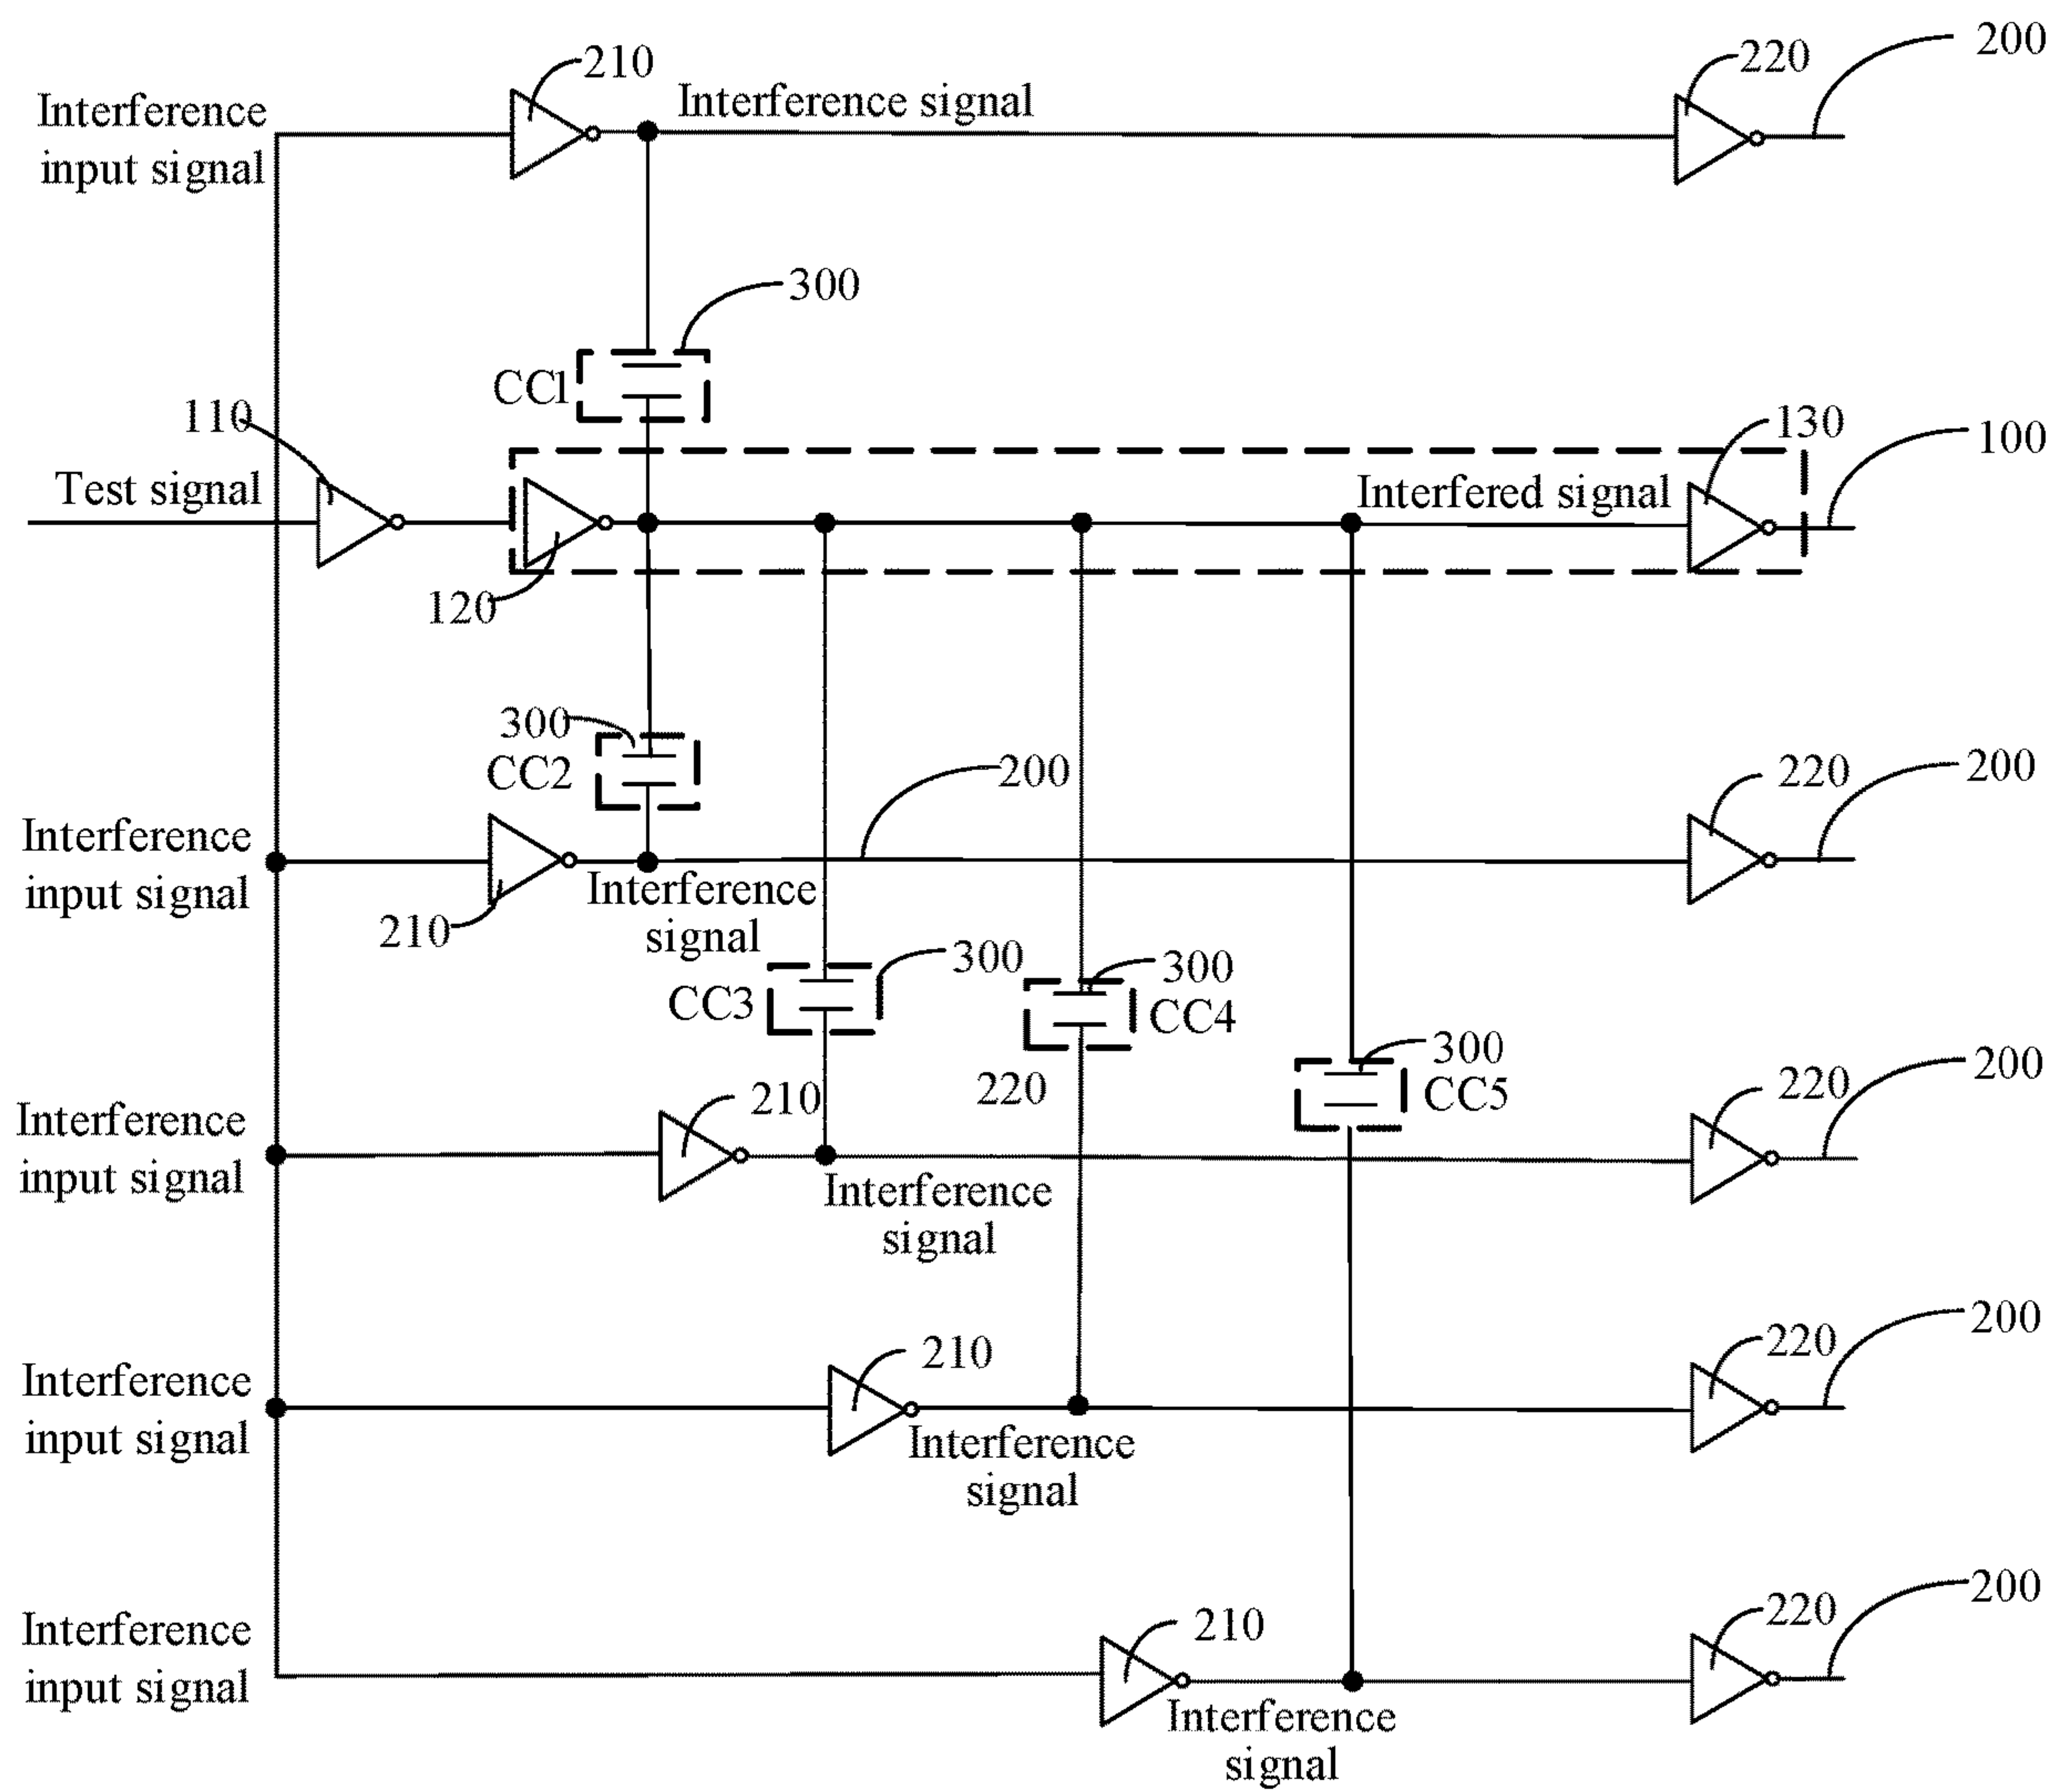 210
220
200
Interference
input signal
Interference signal
300
CC1
110
130
100
Test signal
Interfered signal
120
300
CC2
200
220
200
Interference
input signal
210
Interference
signal
CC3
300
300
CC4
300
CC5
220
Interference
input signal
210
220
200
Interference
signal
Interference
input signal
210
220
200
Interference
signal
Interference
input signal
210
220
200
Interference
signal